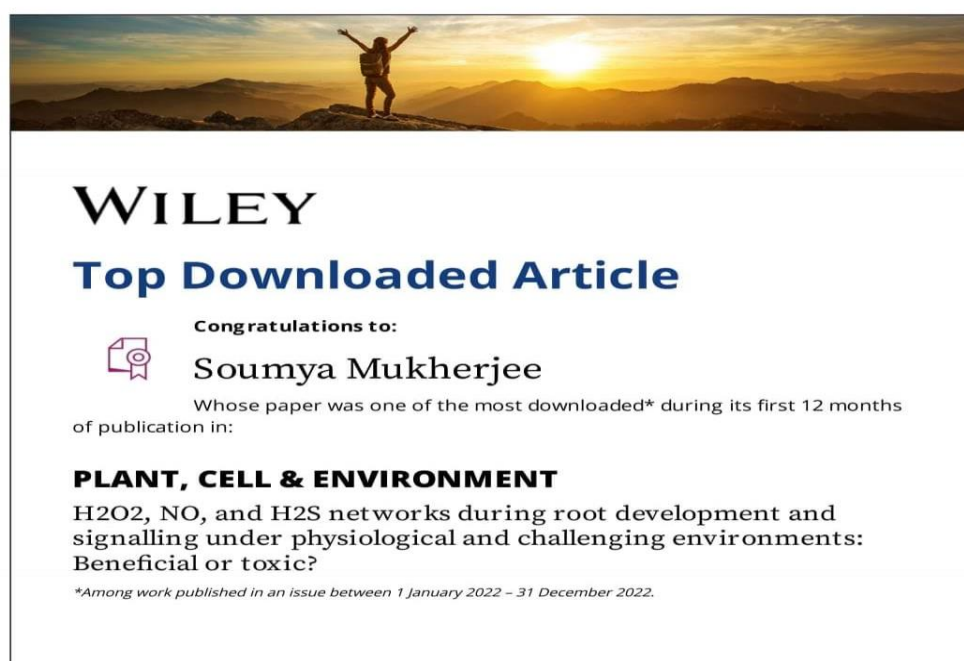 WILEY
Top Downloaded Article
Congratulations to:
Soumya Mukherjee
Whose paper was one of the most downloaded* during its first 12 months
of publication in:
PLANT, CELL & ENVIRONMENT
H2O2, NO, and H2S networks during root development and
signalling under physiological and challenging environments:
Beneficial or toxic?
*Among work published in an issue between 1 January 2022 – 31 December 2022.